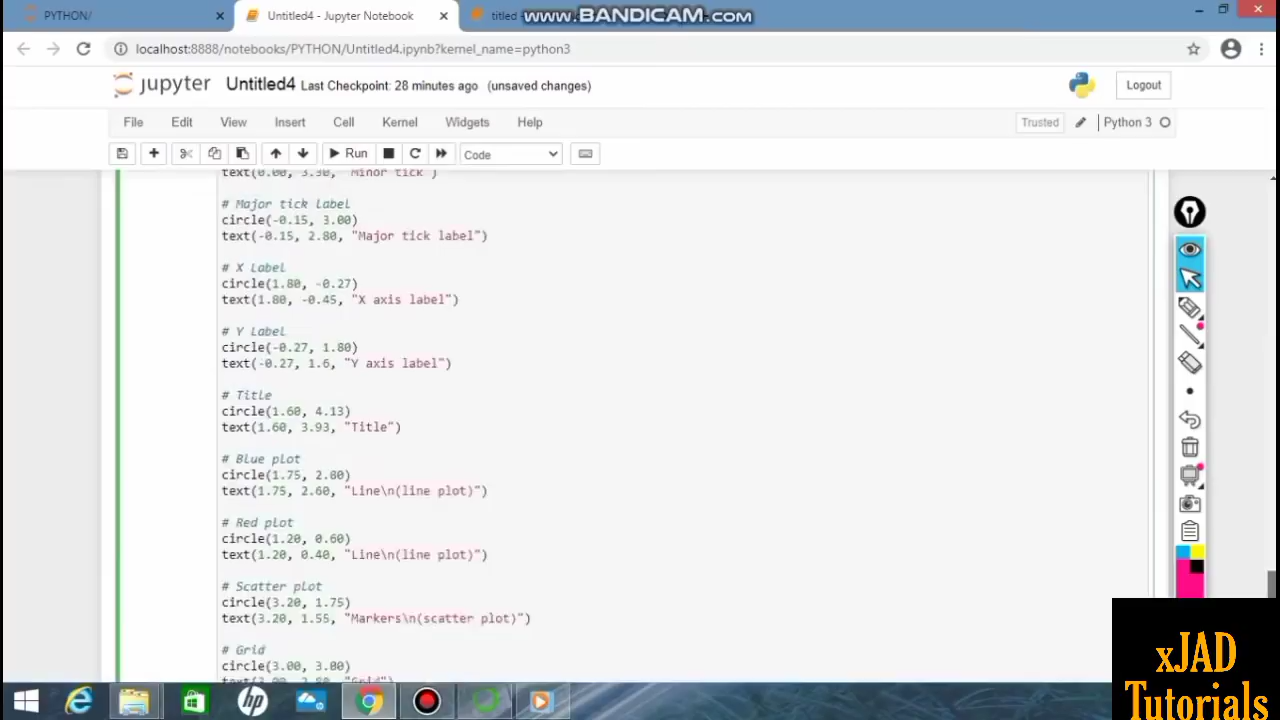 PYTHON/
Untitled4 - Jupyter Notebook
titled
www.BANDICAM.com
localhost:8888/notebooks/PYTHON/Untitled4.ipynb?kernel_name=python3
jupyter Untitled4 Last Checkpoint: 28 minutes ago (unsaved changes)
Logout
File Edit View Insert Cell Kernel Widgets Help
Trusted
Python 3
Run
Code
text(0.00, 3.30, "Minor tick")
# Major tick label
circle(-0.15, 3.00)
text(-0.15, 2.80, "Major tick label")
# X Label
circle(1.80, -0.27)
text(1.80, -0.45, "X axis label")
# Y Label
circle(-0.27, 1.80)
text(-0.27, 1.6, "Y axis label")
# Title
circle(1.60, 4.13)
text(1.60, 3.93, "Title")
# Blue plot
circle(1.75, 2.80)
text(1.75, 2.60, "Line\n(line plot)")
# Red plot
circle(1.20, 0.60)
text(1.20, 0.40, "Line\n(line plot)")
# Scatter plot
circle(3.20, 1.75)
text(3.20, 1.55, "Markers\n(scatter plot)")
# Grid
circle(3.00, 3.00)
text(3.00, 2.80, "Grid")
hp
xJAD
Tutorials